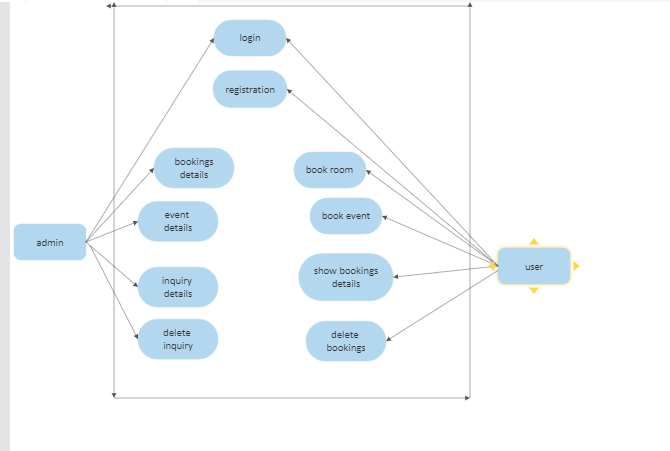 login
registration
bookings
details
book room
event
details
book event
admin
user
show bookings
details
inquiry
details
delete
inquiry
delete
bookings